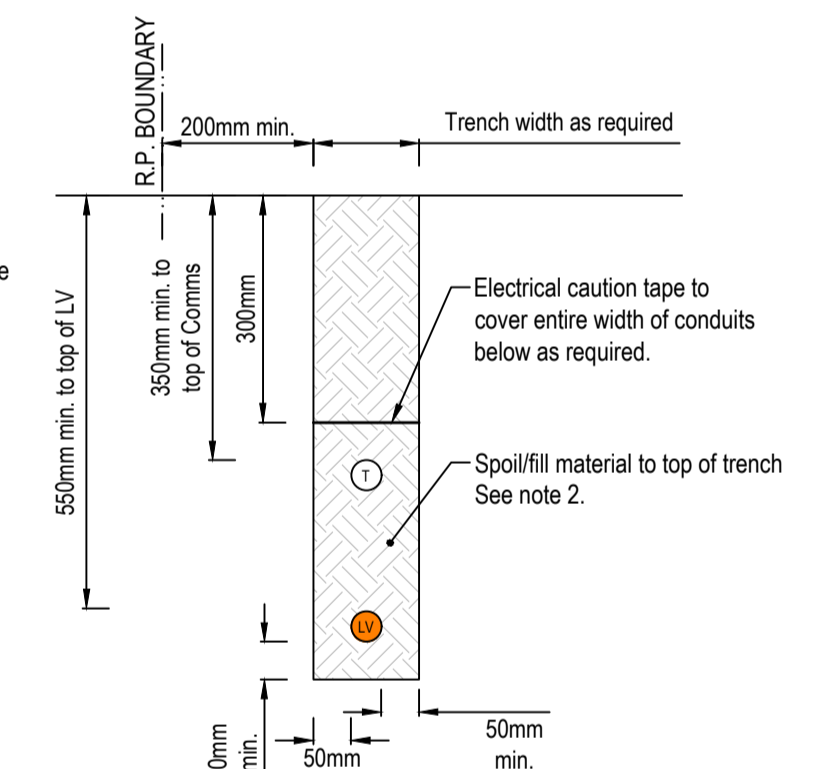 R.P. BOUNDARY
200mm min.
Trench width as required
550mm min. to top of LV
350mm min. to
top of Comms
300mm
Electrical caution tape to
cover entire width of conduits
below as required.
Spoil/fill material to top of trench
See note 2.
T
LV
min.
50mm
50mm
min.